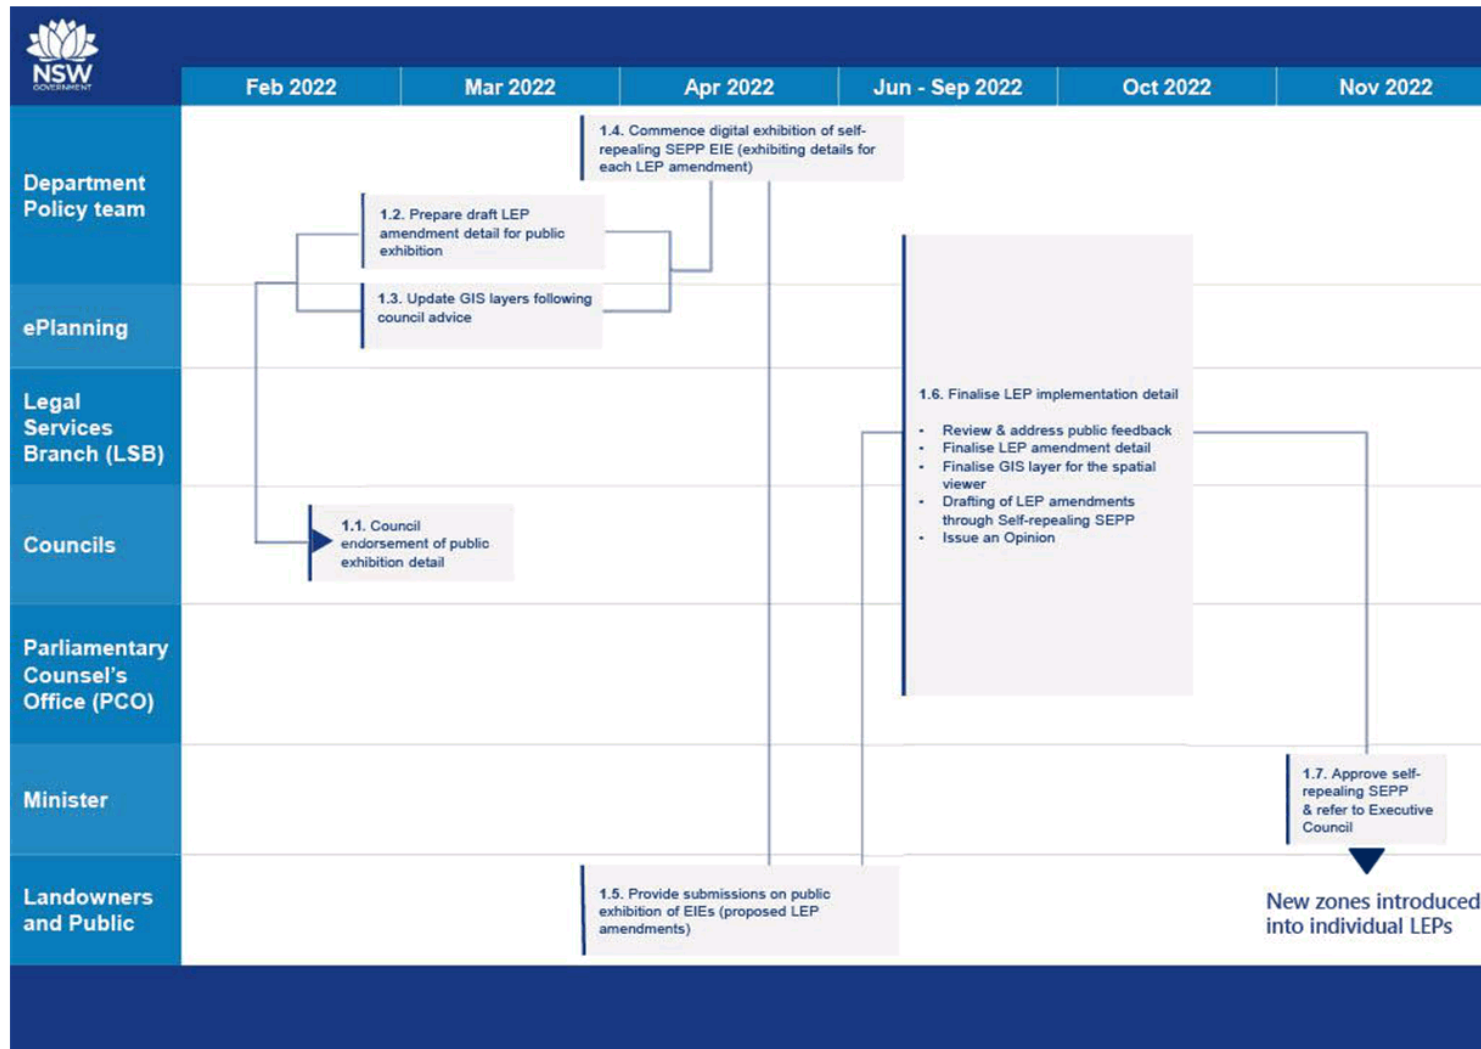 NSW
GOVERNMENT
Feb 2022
Mar 2022
Apr 2022
Jun - Sep 2022
Oct 2022
Nov 2022
Department
Policy team
1.4. Commence digital exhibition of self-
repealing SEPP EIE (exhibiting details for
each LEP amendment)
1.2. Prepare draft LEP
amendment detail for public
exhibition
ePlanning
1.3. Update GIS layers following
council advice
Legal
Services
Branch (LSB)
1.6. Finalise LEP implementation detail
• Review & address public feedback
• Finalise LEP amendment detail
• Finalise GIS layer for the spatial
viewer
• Drafting of LEP amendments
through Self-repealing SEPP
• Issue an Opinion
Councils
1.1. Council
endorsement of public
exhibition detail
Parliamentary
Counsel's
Office (PCO)
Minister
1.7. Approve self-
repealing SEPP
& refer to Executive
Council
Landowners
and Public
1.5. Provide submissions on public
exhibition of EIEs (proposed LEP
amendments)
New zones introduced
into individual LEPs